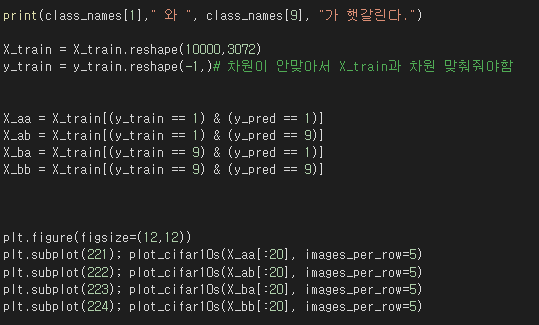 print(class_names[1]," 와 ", class_names[9], "가 햇갈린다.")
X_train = X_train.reshape(10000,3072)
y_train = y_train.reshape(-1,)# 차원이 안맞아서 X_train과 차원 맞춰줘야함
X_aa = X_train[(y_train == 1) & (y_pred == 1)]
X_ab = X_train[(y_train == 1) & (y_pred == 9)]
X_ba = X_train[(y_train == 9) & (y_pred == 1)]
X_bb = X_train[(y_train == 9) & (y_pred == 9)]
plt.figure(figsize=(12,12))
plt.subplot(221); plot_cifar10s(X_aa[:20], images_per_row=5)
plt.subplot(222); plot_cifar10s(X_ab[:20], images_per_row=5)
plt.subplot(223); plot_cifar10s(X_ba[:20], images_per_row=5)
plt.subplot(224); plot_cifar10s(X_bb[:20], images_per_row=5)